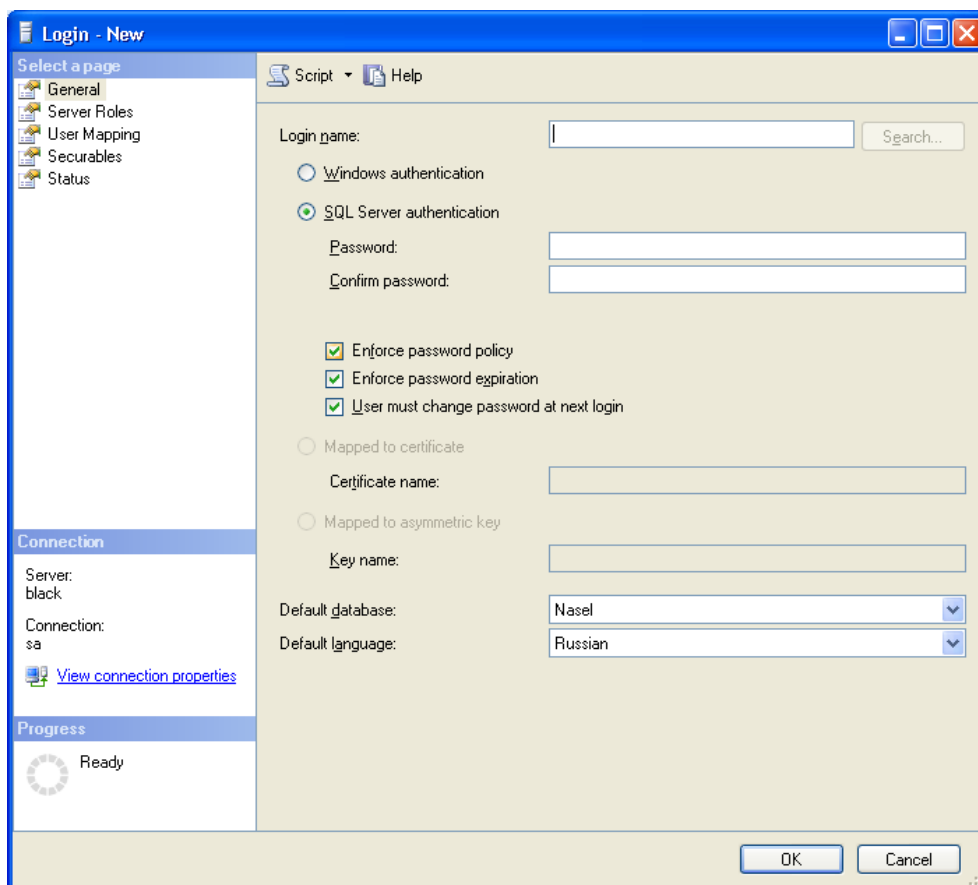 Login - New
Select a page
General
Server Roles
User Mapping
Securables
Status
Connection
Server:
black
Connection:
sa
View connection properties
Progress
Ready
Script Help
Login name: Search...
Windows authentication
SQL Server authentication
Password:
Confirm password:
Enforce password policy
Enforce password expiration
User must change password at next login
Mapped to certificate
Certificate name:
Mapped to asymmetric key
Key name:
Default database: Nasel
Default language: Russian
OK Cancel